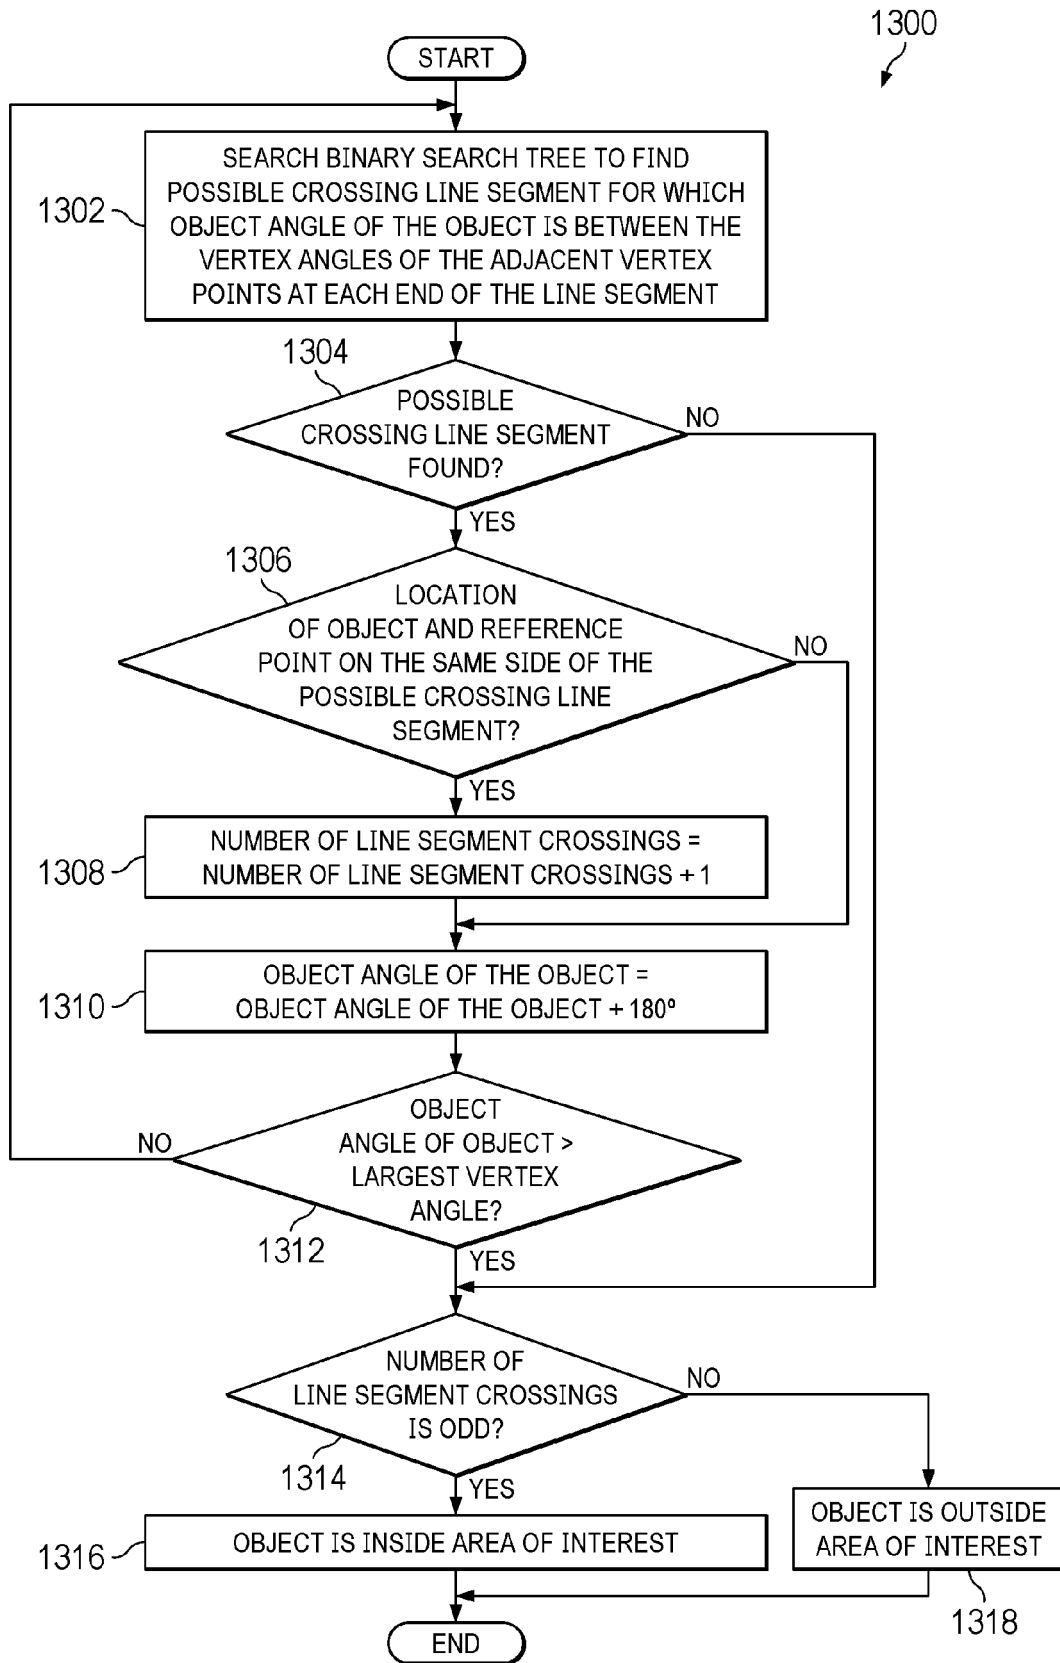 1300
START
1302
SEARCH BINARY SEARCH TREE TO FIND
POSSIBLE CROSSING LINE SEGMENT FOR WHICH
OBJECT ANGLE OF THE OBJECT IS BETWEEN THE
VERTEX ANGLES OF THE ADJACENT VERTEX
POINTS AT EACH END OF THE LINE SEGMENT
1304
POSSIBLE
CROSSING LINE SEGMENT
FOUND?
NO
YES
1306
LOCATION
OF OBJECT AND REFERENCE
POINT ON THE SAME SIDE OF THE
POSSIBLE CROSSING LINE
SEGMENT?
NO
YES
1308
NUMBER OF LINE SEGMENT CROSSINGS =
NUMBER OF LINE SEGMENT CROSSINGS + 1
1310
OBJECT ANGLE OF THE OBJECT =
OBJECT ANGLE OF THE OBJECT + 180º
OBJECT
ANGLE OF OBJECT >
LARGEST VERTEX
ANGLE?
NO
1312
YES
NUMBER OF
LINE SEGMENT CROSSINGS
IS ODD?
NO
1314
YES
1316
OBJECT IS INSIDE AREA OF INTEREST
OBJECT IS OUTSIDE
AREA OF INTEREST
1318
END